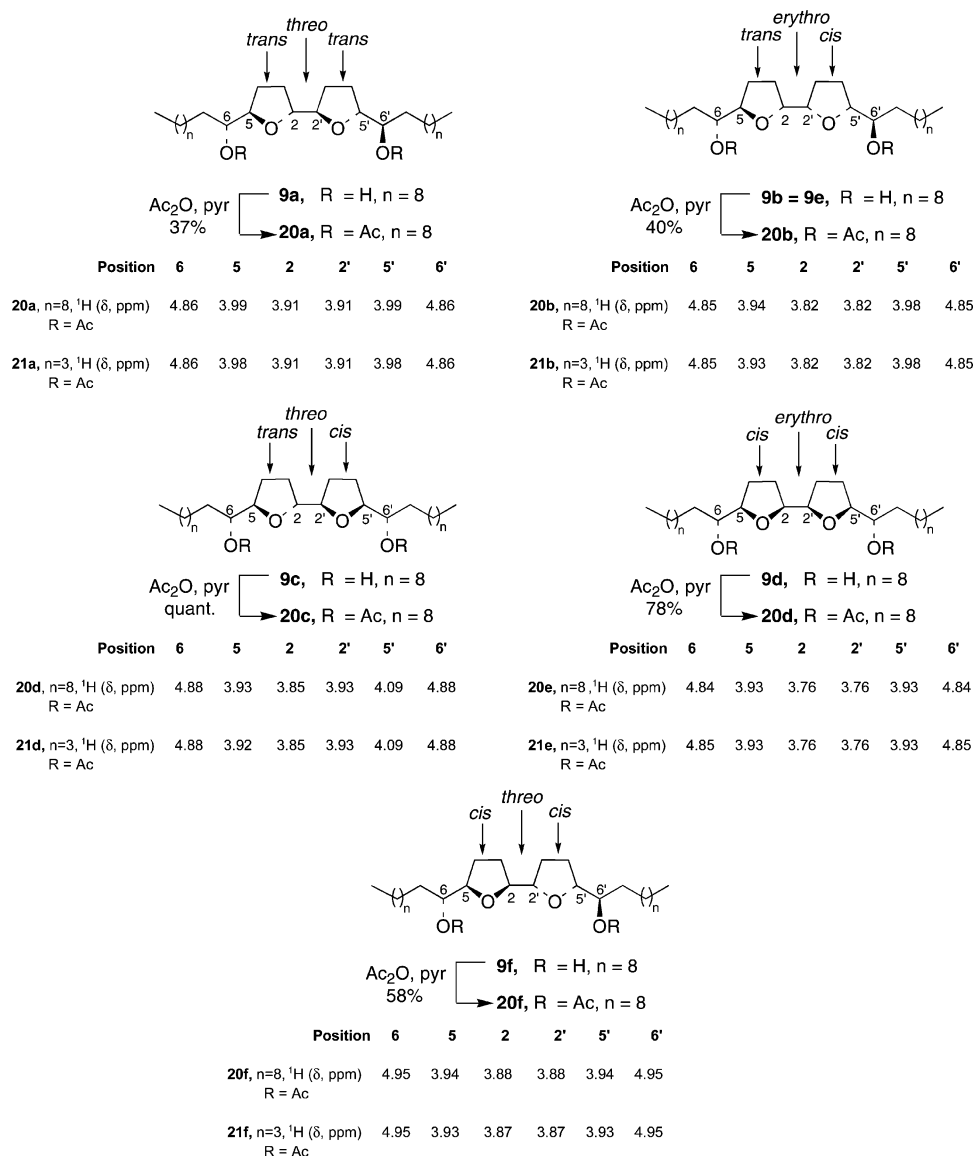 threo
trans trans
6 5 2 2' 5' 6'
O O
( )n ( )n
OR OR
Ac2O, pyr
37%
9a, R = H, n = 8
20a, R = Ac, n = 8
Position 6 5 2 2' 5' 6'
20a, n=8, ¹H (δ, ppm) 4.86 3.99 3.91 3.91 3.99 4.86
R = Ac
21a, n=3, ¹H (δ, ppm) 4.86 3.98 3.91 3.91 3.98 4.86
R = Ac
erythro
trans cis
6 5 2 2' 5' 6'
O O
( )n ( )n
OR OR
Ac2O, pyr
40%
9b = 9e, R = H, n = 8
20b, R = Ac, n = 8
Position 6 5 2 2' 5' 6'
20b, n=8, ¹H (δ, ppm) 4.85 3.94 3.82 3.82 3.98 4.85
R = Ac
21b, n=3, ¹H (δ, ppm) 4.85 3.93 3.82 3.82 3.98 4.85
R = Ac
threo
trans cis
6 5 2 2' 5' 6'
O O
( )n ( )n
OR OR
Ac2O, pyr
quant.
9c, R = H, n = 8
20c, R = Ac, n = 8
Position 6 5 2 2' 5' 6'
20d, n=8, ¹H (δ, ppm) 4.88 3.93 3.85 3.93 4.09 4.88
R = Ac
21d, n=3, ¹H (δ, ppm) 4.88 3.92 3.85 3.93 4.09 4.88
R = Ac
erythro
cis cis
6 5 2 2' 5' 6'
O O
( )n ( )n
OR OR
Ac2O, pyr
78%
9d, R = H, n = 8
20d, R = Ac, n = 8
Position 6 5 2 2' 5' 6'
20e, n=8, ¹H (δ, ppm) 4.84 3.93 3.76 3.76 3.93 4.84
R = Ac
21e, n=3, ¹H (δ, ppm) 4.85 3.93 3.76 3.76 3.93 4.85
R = Ac
threo
cis cis
6 5 2 2' 5' 6'
O O
( )n ( )n
OR OR
Ac2O, pyr
58%
9f, R = H, n = 8
20f, R = Ac, n = 8
Position 6 5 2 2' 5' 6'
20f, n=8, ¹H (δ, ppm) 4.95 3.94 3.88 3.88 3.94 4.95
R = Ac
21f, n=3, ¹H (δ, ppm) 4.95 3.93 3.87 3.87 3.93 4.95
R = Ac